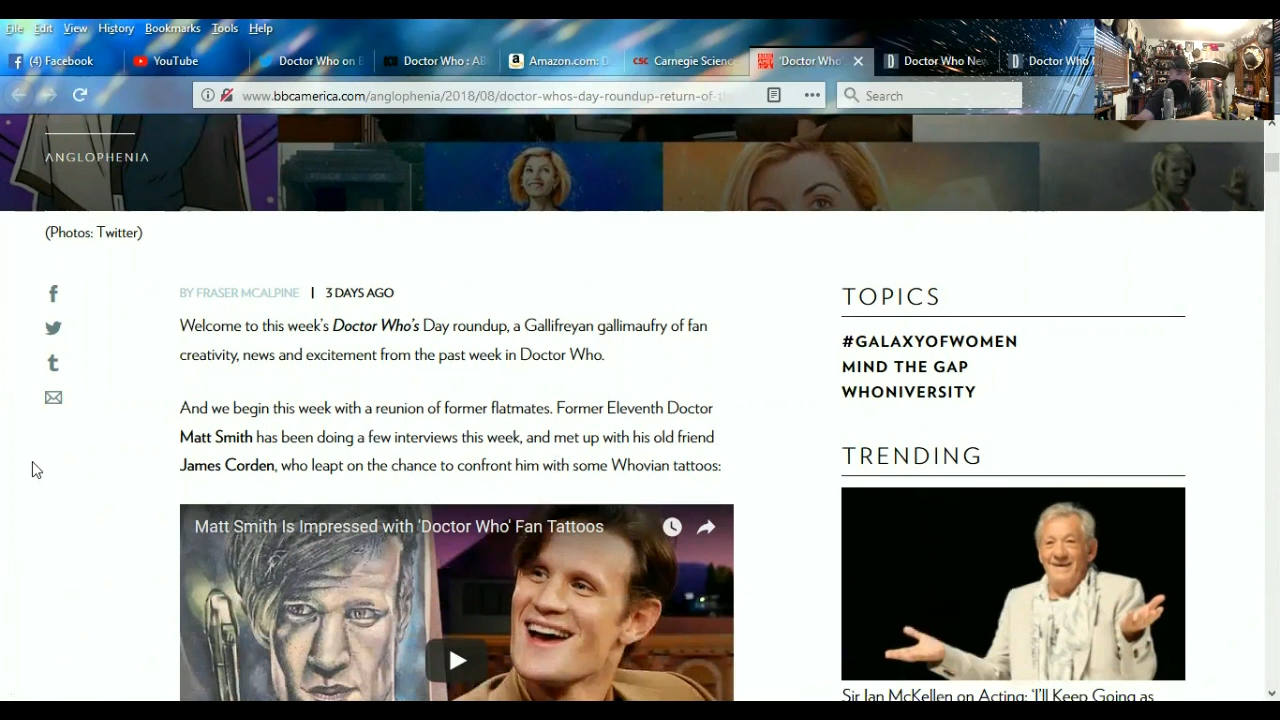 File Edit View History Bookmarks Tools Help
(4) Facebook
YouTube
Doctor Who on
Doctor Who : AB
Amazon.com: D
CSC
Carnegie Science
'Doctor Who'
Doctor Who Ne
Doctor Who
www.bbcamerica.com/anglophenia/2018/08/doctor-whos-day-roundup-return-of-
Search
ANGLOPHENIA
(Photos: Twitter)
BY FRASER MCALPINE | 3 DAYS AGO
Welcome to this week's Doctor Who's Day roundup, a Gallifreyan gallimaufry of fan
creativity, news and excitement from the past week in Doctor Who.
And we begin this week with a reunion of former flatmates. Former Eleventh Doctor
Matt Smith has been doing a few interviews this week, and met up with his old friend
James Corden, who leapt on the chance to confront him with some Whovian tattoos:
Matt Smith Is Impressed with 'Doctor Who' Fan Tattoos
TOPICS
#GALAXYOFWOMEN
MIND THE GAP
WHONIVERSITY
TRENDING
Sir Ian McKellen on Acting: 'I'll Keep Going as